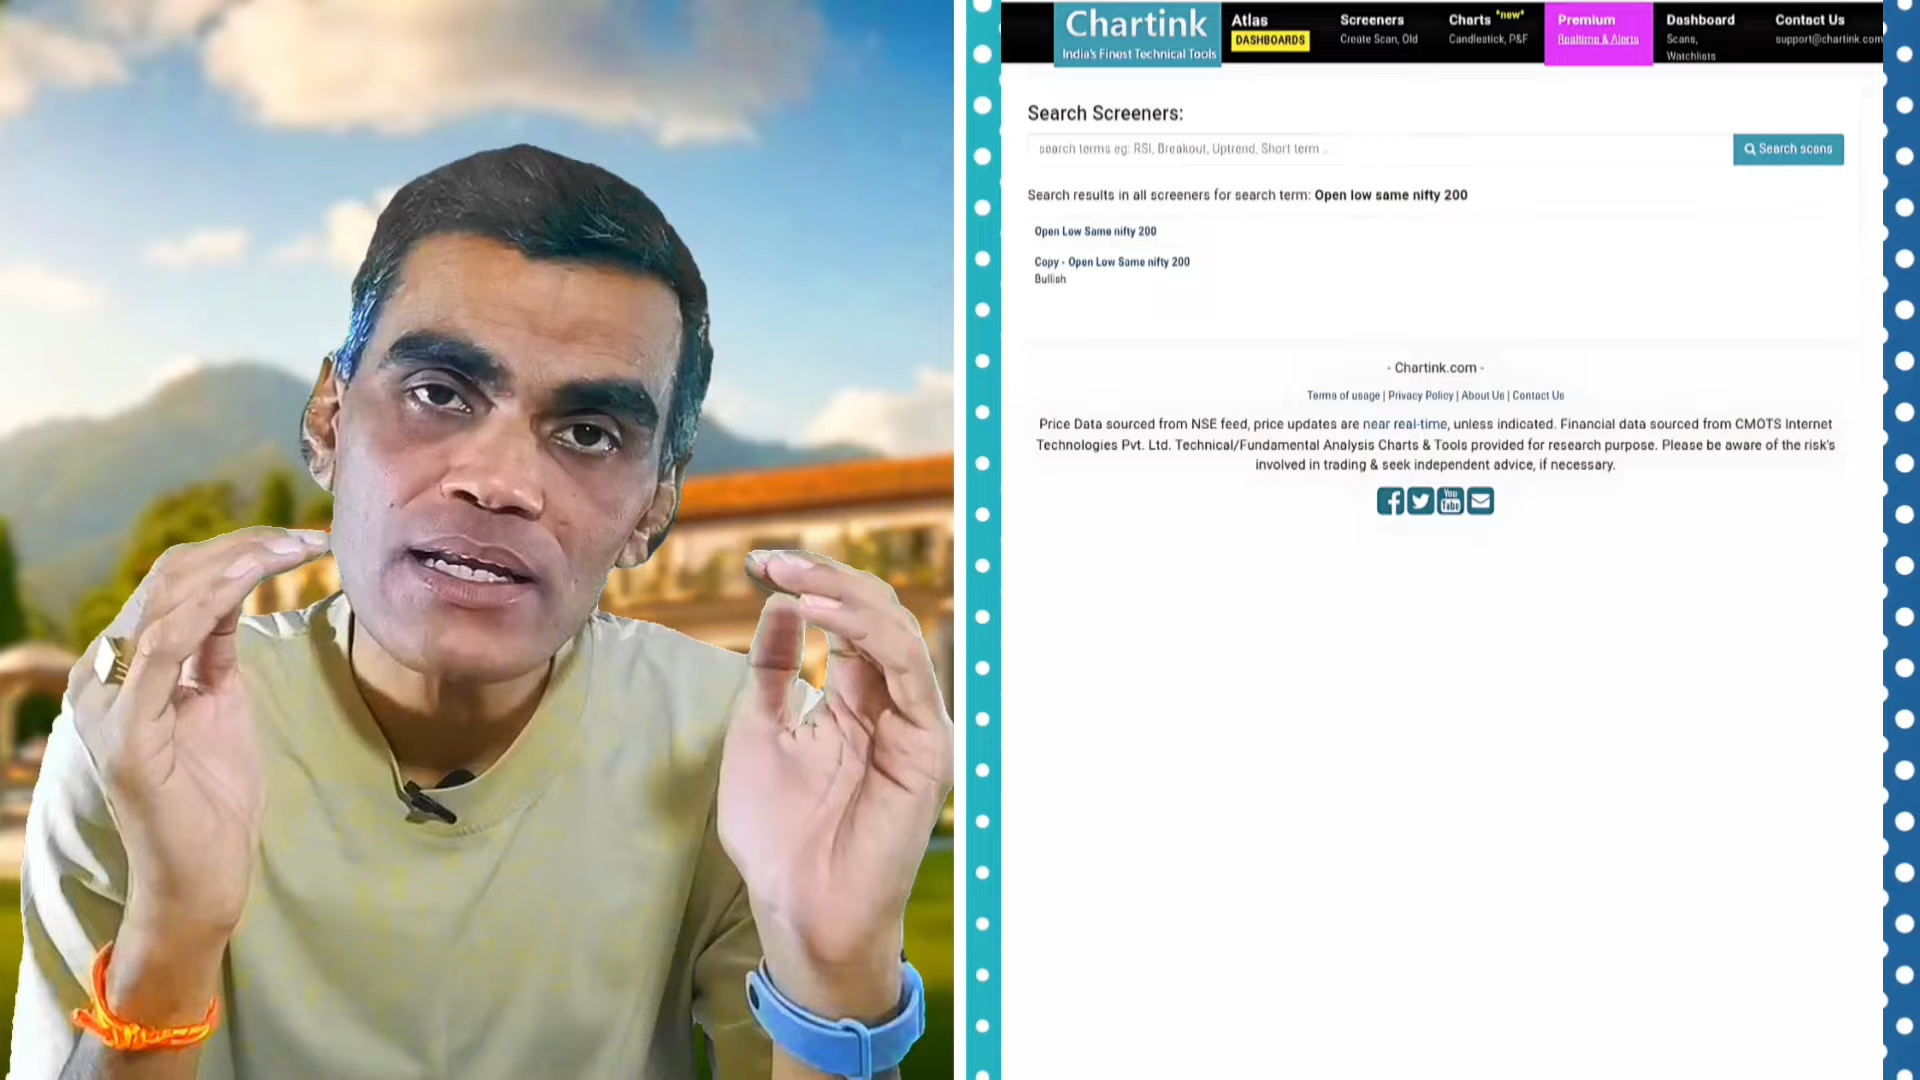 Chartink
India's Finest Technical Tools
Atlas
DASHBOARDS
Screeners
Create Scan, Old
Charts *new*
Candlestick, P&F
Premium
Realtime & Alerts
Dashboard
Scans,
Watchlists
Contact Us
support@chartink.com
Search Screeners:
search terms eg: RSI, Breakout, Uptrend, Short term ...
Search scans
Search results in all screeners for search term: Open low same nifty 200
Open Low Same nifty 200
Copy - Open Low Same nifty 200
Bullish
- Chartink.com -
Terms of usage | Privacy Policy | About Us | Contact Us
Price Data sourced from NSE feed, price updates are near real-time, unless indicated. Financial data sourced from CMOTS Internet
Technologies Pvt. Ltd. Technical/Fundamental Analysis Charts & Tools provided for research purpose. Please be aware of the risk's
involved in trading & seek independent advice, if necessary.
You
Tube